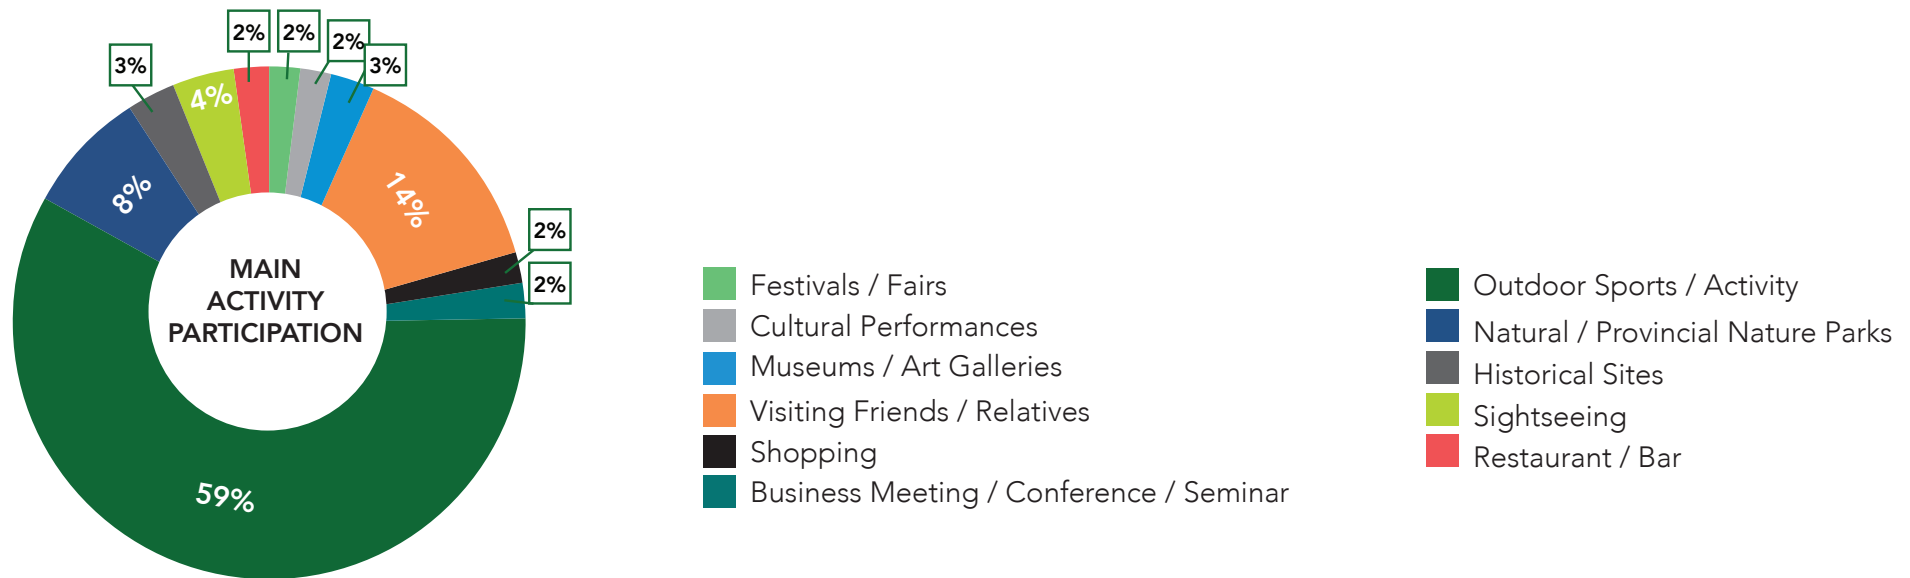 2%
2%
2%
3%
3%
4%
14%
8%
2%
2%
MAIN
ACTIVITY
PARTICIPATION
59%
Festivals / Fairs
Cultural Performances
Museums / Art Galleries
Visiting Friends / Relatives
Shopping
Business Meeting / Conference / Seminar
Outdoor Sports / Activity
Natural / Provincial Nature Parks
Historical Sites
Sightseeing
Restaurant / Bar